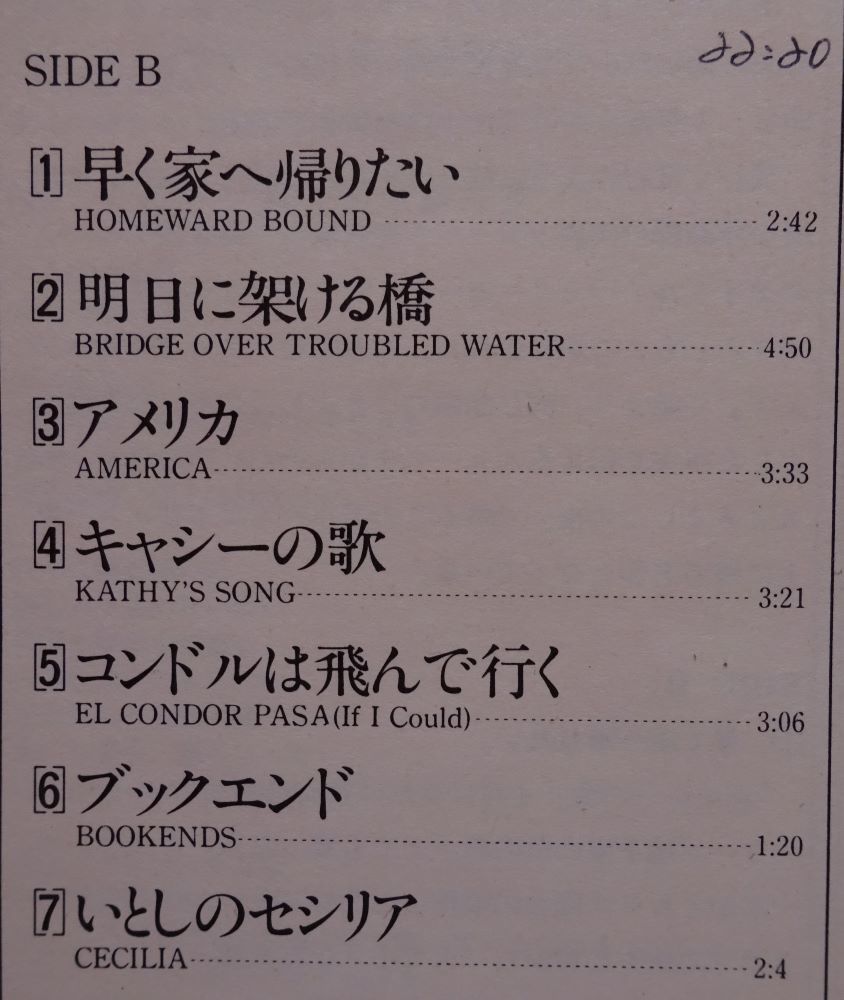 22:20
SIDE B
[1] 早く家へ帰りたい
HOMEWARD BOUND 2:42
[2] 明日に架ける橋
BRIDGE OVER TROUBLED WATER 4:50
[3] アメリカ
AMERICA 3:33
[4] キャシーの歌
KATHY'S SONG 3:21
[5] コンドルは飛んで行く
EL CONDOR PASA(If I Could) 3:06
[6] ブックエンド
BOOKENDS 1:20
[7] いとしのセシリア
CECILIA 2:4